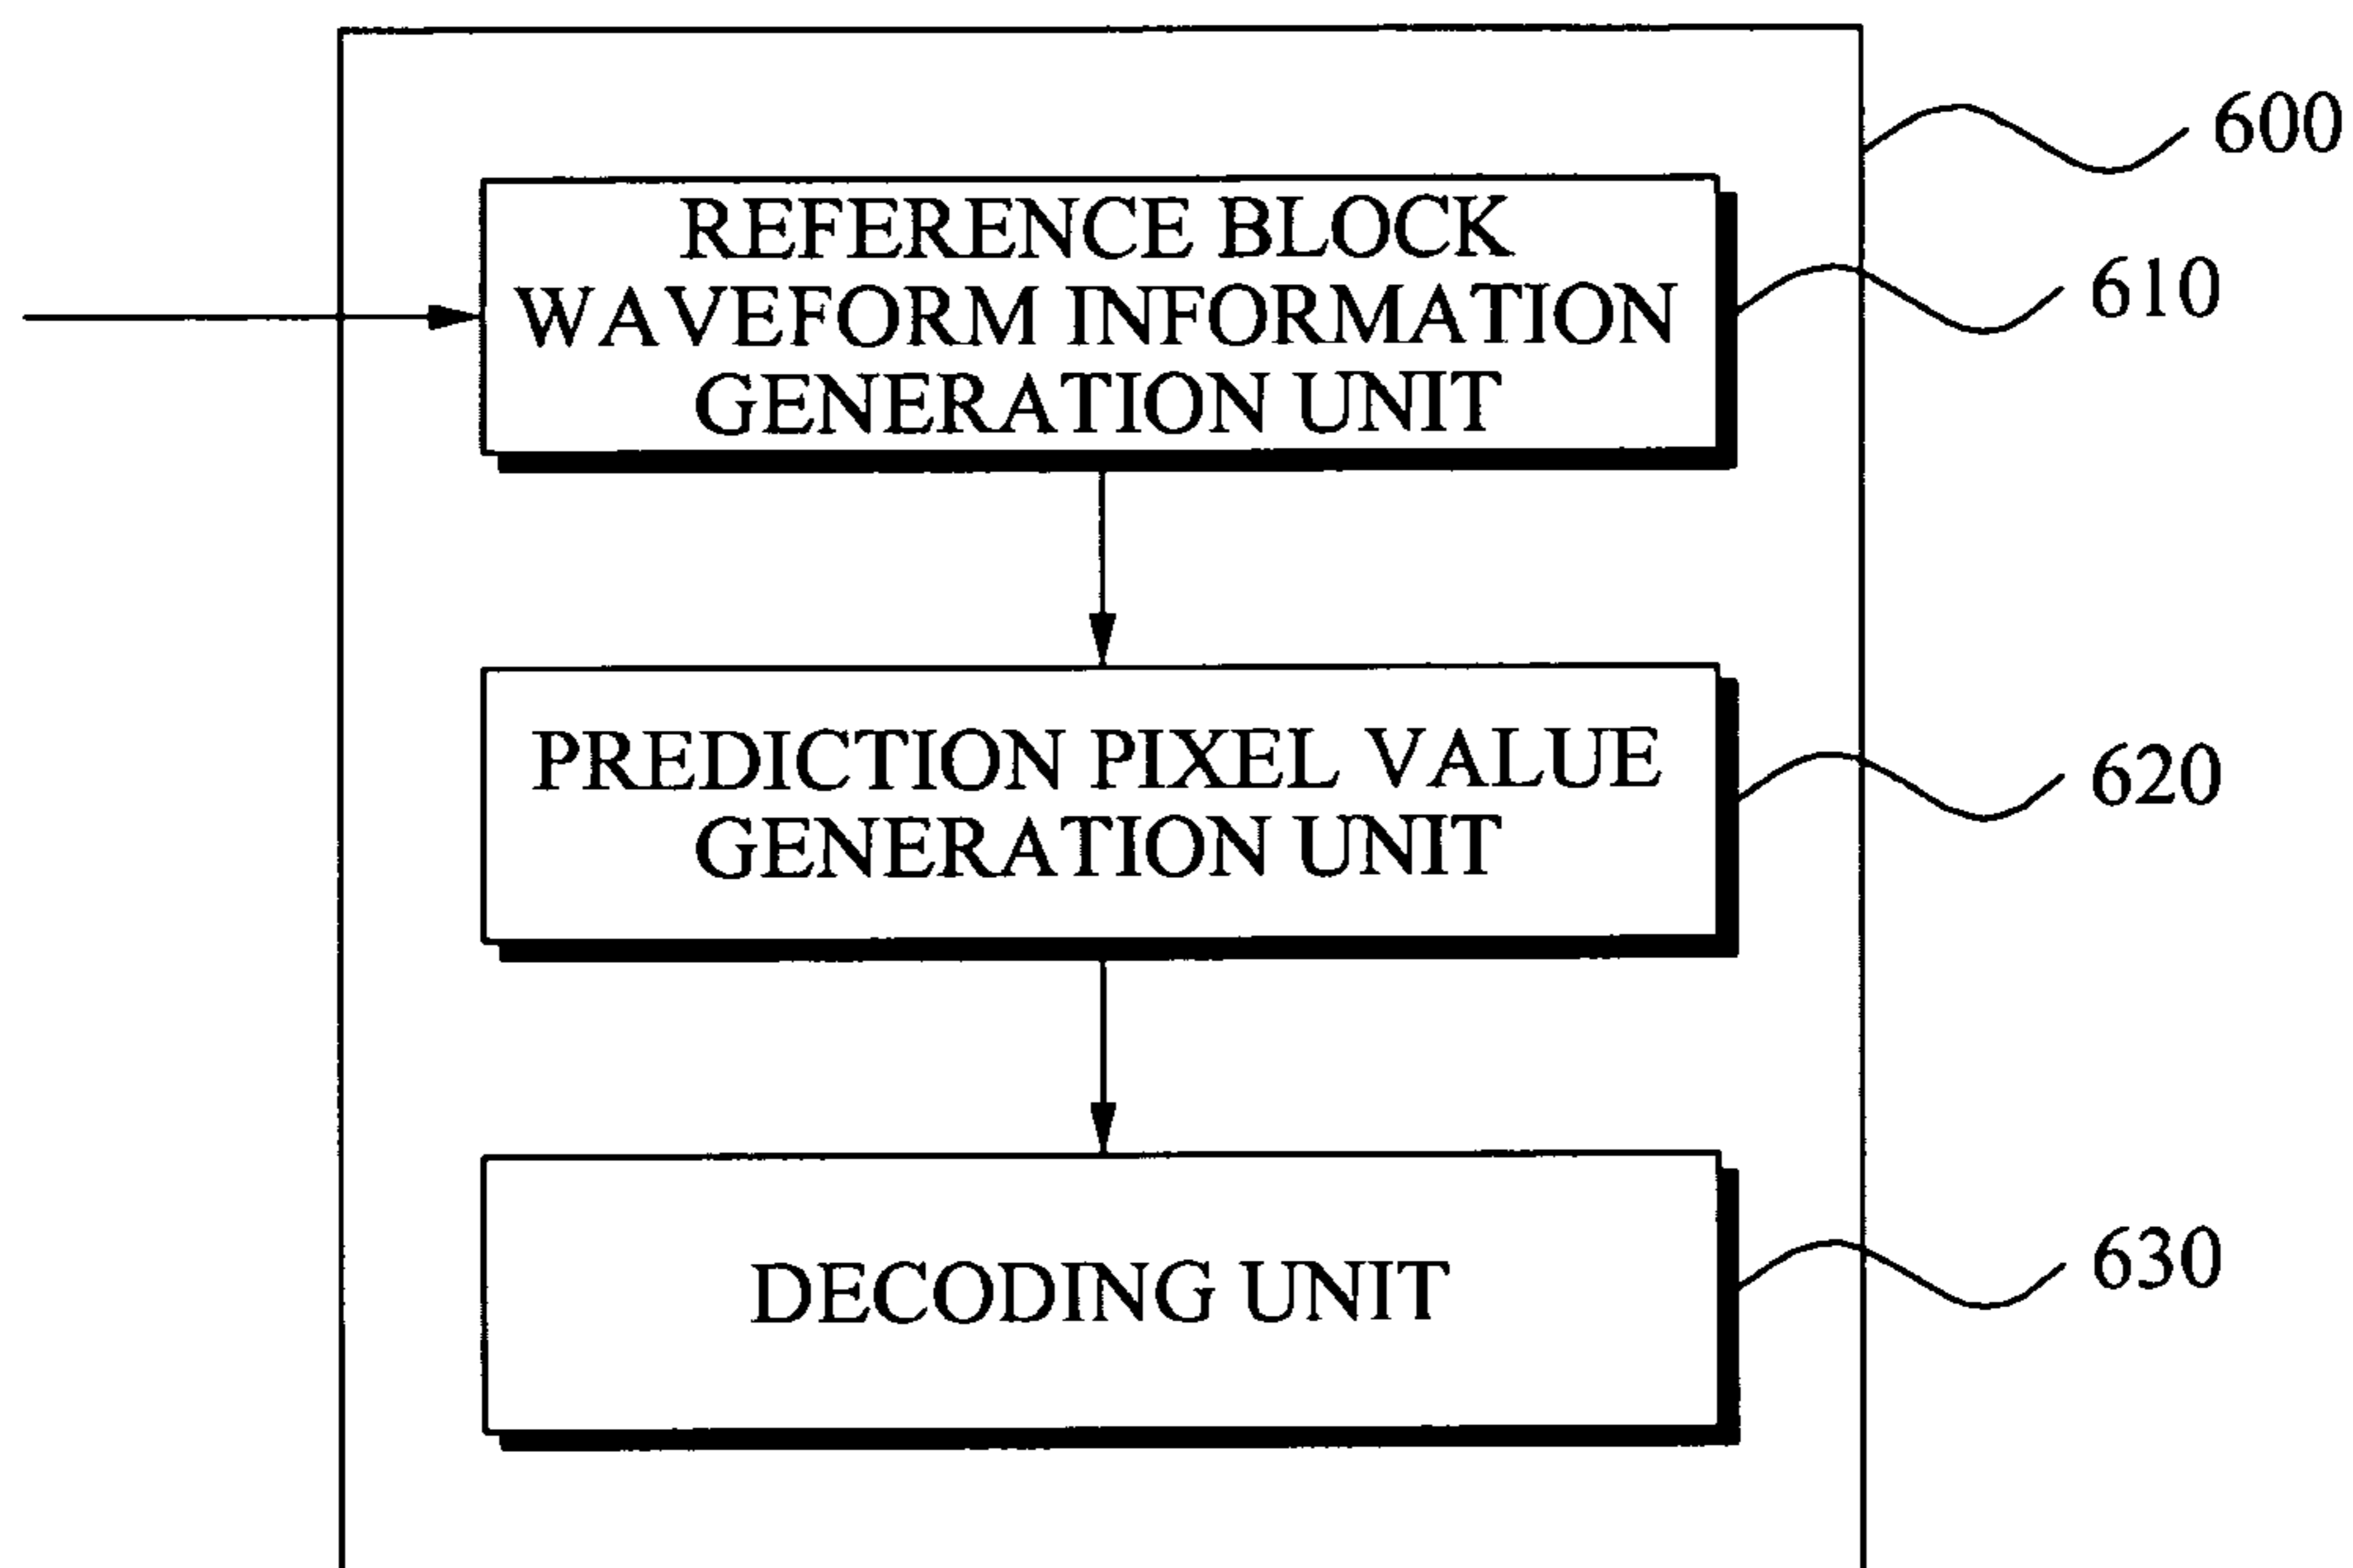 600
REFERENCE BLOCK
WAVEFORM INFORMATION
GENERATION UNIT
610
PREDICTION PIXEL VALUE
GENERATION UNIT
620
DECODING UNIT
630